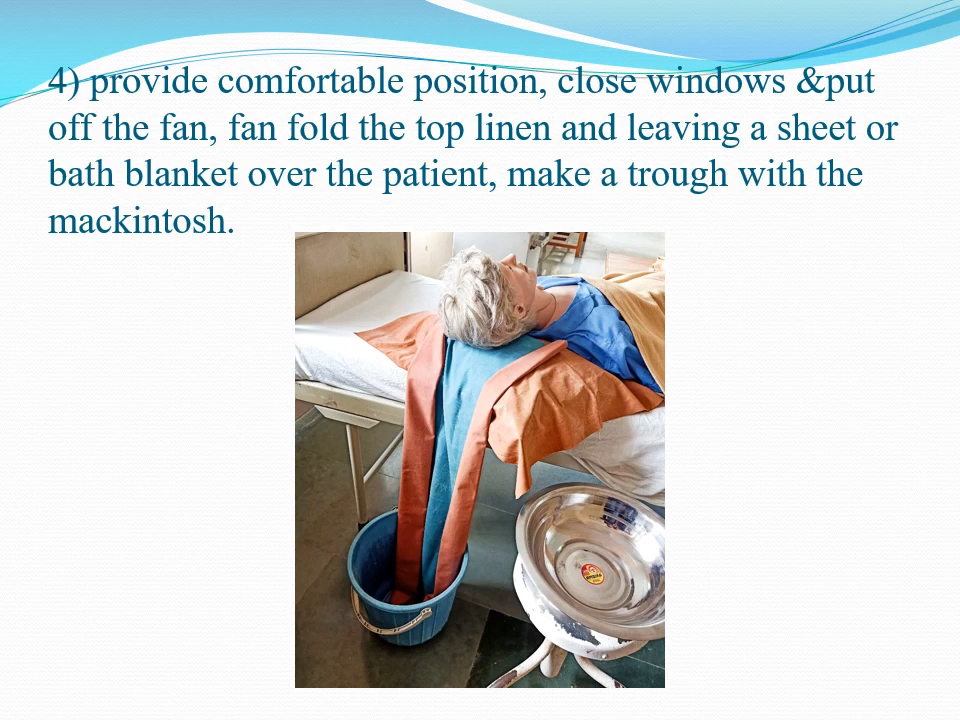 4) provide comfortable position, close windows &put
off the fan, fan fold the top linen and leaving a sheet or
bath blanket over the patient, make a trough with the
mackintosh.